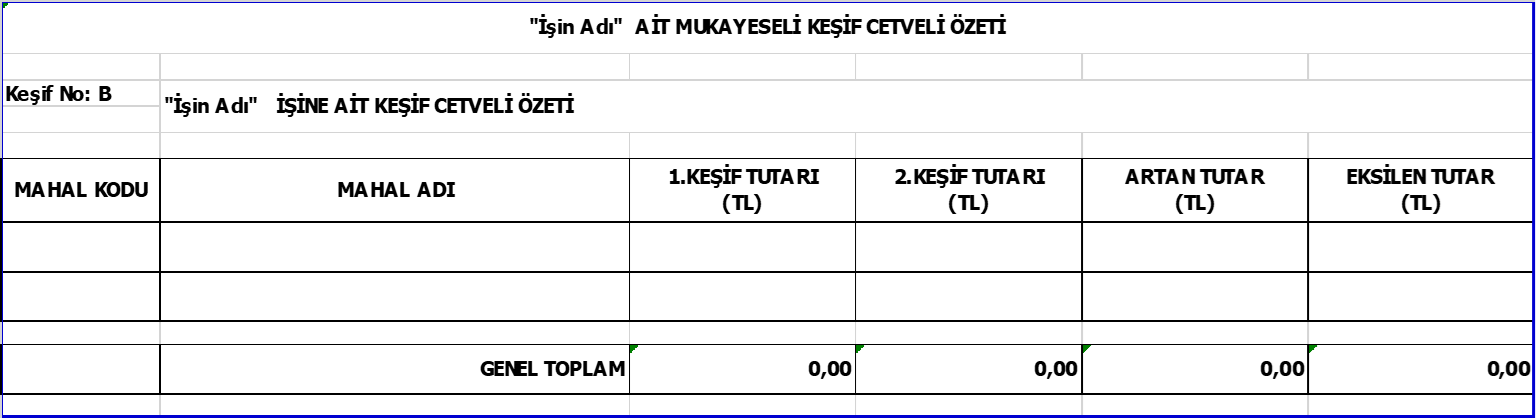 "İşin Adı" AİT MUKAYESELİ KEŞİF CETVELİ ÖZETİ
Keşif No: B
"İşin Adı" İŞİNE AİT KEŞİF CETVELİ ÖZETİ
MAHAL KODU MAHAL ADI 1.KEŞİF TUTARI (TL) 2.KEŞİF TUTARI (TL) ARTAN TUTAR (TL) EKSİLEN TUTAR (TL)
GENEL TOPLAM 0,00 0,00 0,00 0,00